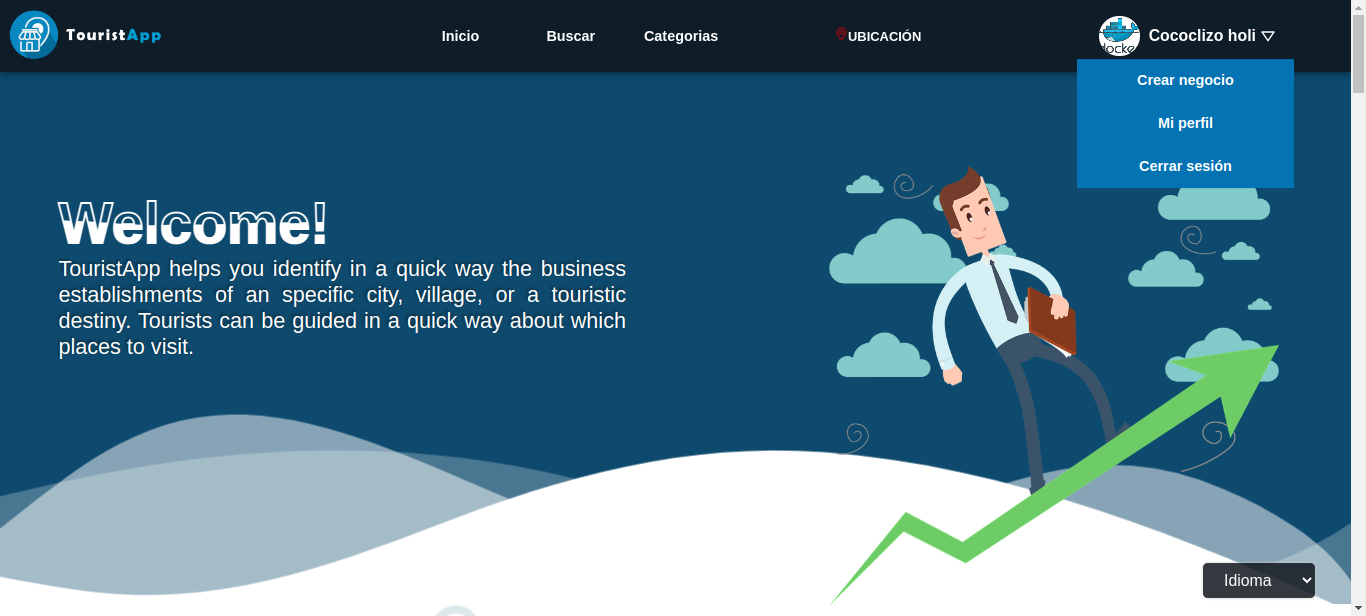 TouristApp
Inicio
Buscar
Categorias
UBICACIÓN
docke
Cococlizo holi
Crear negocio
Mi perfil
Cerrar sesión
Welcome!
TouristApp helps you identify in a quick way the business
establishments of an specific city, village, or a touristic
destiny. Tourists can be guided in a quick way about which
places to visit.
Idioma